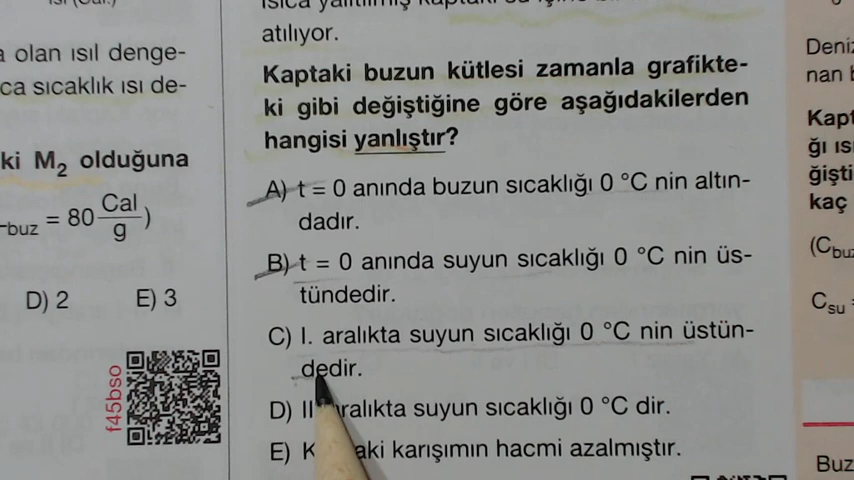 atılıyor.
Kaptaki buzun kütlesi zamanla grafikte-
ki gibi değiştiğine göre aşağıdakilerden
hangisi yanlıştır?
A) t = 0 anında buzun sıcaklığı 0 °C nin altın-
dadır.
B) t = 0 anında suyun sıcaklığı 0 °C nin üs-
tündedir.
C) I. aralıkta suyun sıcaklığı 0 °C nin üstün-
dedir.
D) II aralıkta suyun sıcaklığı 0 °C dir.
E) K aki karışımın hacmi azalmıştır.
a olan ısıl denge-
ca sıcaklık ısı de-
ki M₂ olduğuna
buz = 80 Cal
g )
D) 2 E) 3
f45bso
Deniz
nan b
Kapt
ğı ıs
ğişti
kaç
(Cbuz
Csu =
Buz